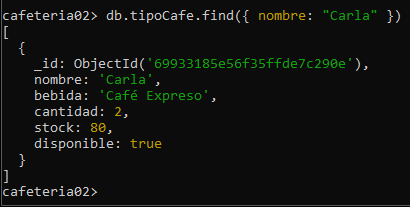 cafeteria02> db.tipoCafe.find({ nombre: "Carla" })
[
  {
    _id: ObjectId('69933185e56f35ffde7c290e'),
    nombre: 'Carla',
    bebida: 'Café Expreso',
    cantidad: 2,
    stock: 80,
    disponible: true
  }
]
cafeteria02>